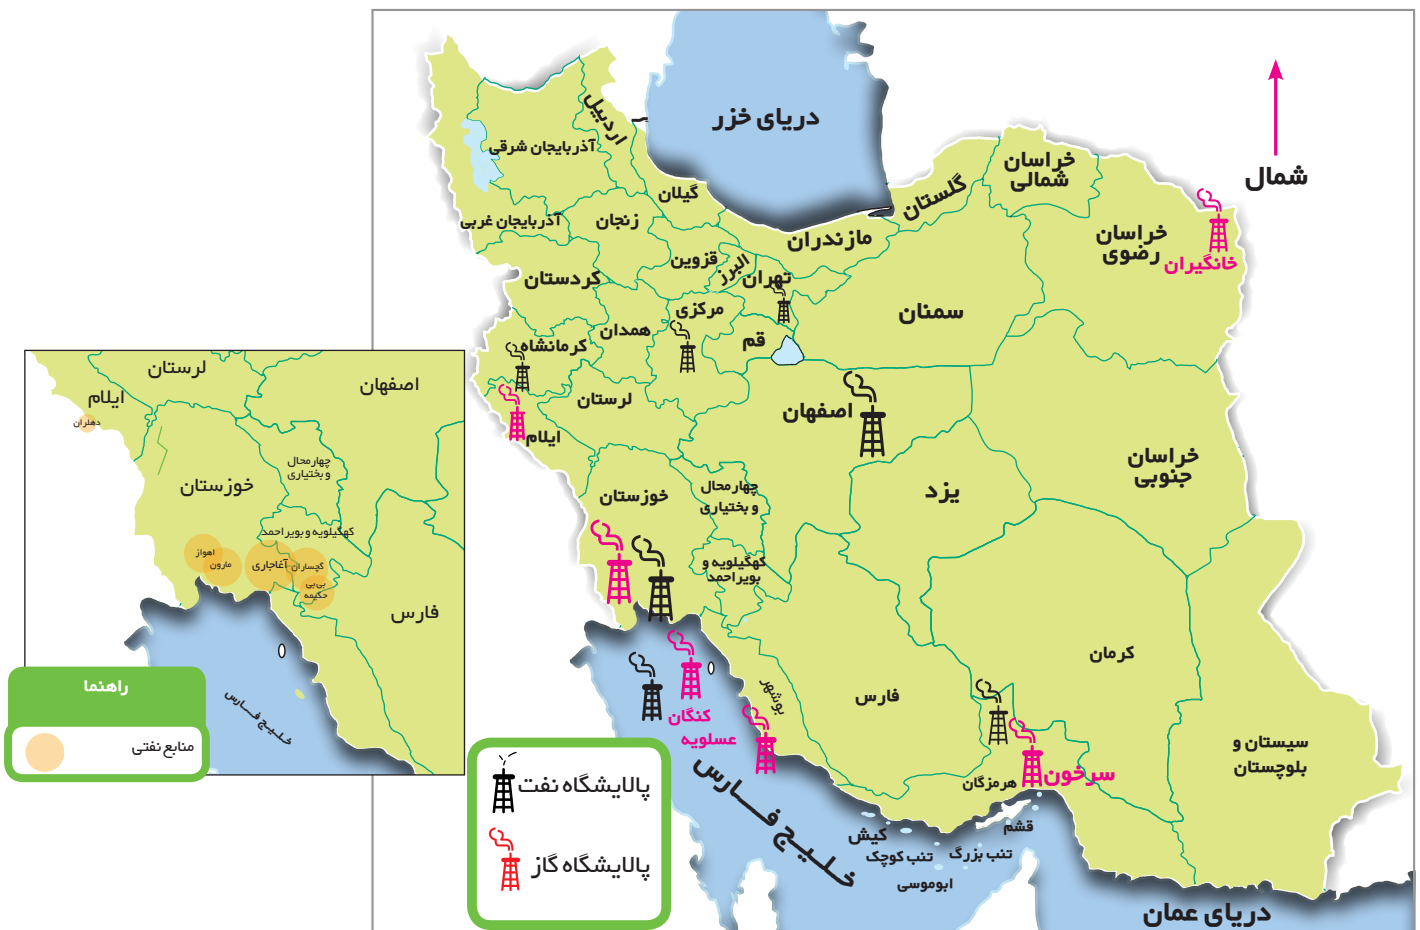 دریای خزر
شمال
اردبیل
آذربایجان شرقی
آذربایجان غربی
گیلان
زنجان
گلستان
خراسان
شمالی
خراسان
رضوی
خانگیران
مازندران
قزوین
البرز
تهران
کردستان
همدان
مرکزی
قم
سمنان
کرمانشاه
ایلام
لرستان
اصفهان
یزد
خراسان
جنوبی
خوزستان
چهارمحال
و بختیاری
کهگیلویه و
بویراحمد
فارس
کرمان
بوشهر
کنگان
عسلویه
هرمزگان
سرخون
سیستان و
بلوچستان
قشم
کیش
تنب بزرگ
تنب کوچک
ابوموسی
خلیج فارس
دریای عمان
پالایشگاه نفت
پالایشگاه گاز
لرستان
اصفهان
ایلام
دهلران
چهارمحال
و بختیاری
خوزستان
کهگیلویه و بویراحمد
اهواز
مارون
آغاجاری
گچساران
بی‌بی
حکیمه
فارس
خلیج فارس
راهنما
منابع نفتی